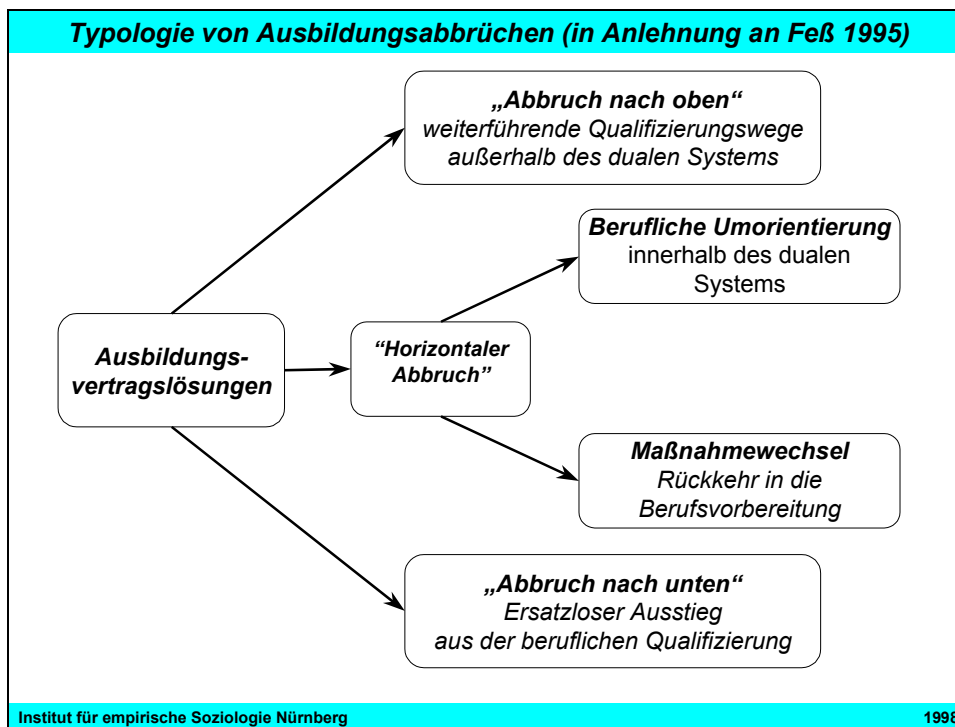 Typologie von Ausbildungsabbrüchen (in Anlehnung an Feß 1995)
„Abbruch nach oben“
weiterführende Qualifizierungswege
außerhalb des dualen Systems
Berufliche Umorientierung
innerhalb des dualen
Systems
Ausbildungs-
vertragslösungen
“Horizontaler
Abbruch”
Maßnahmewechsel
Rückkehr in die
Berufsvorbereitung
„Abbruch nach unten“
Ersatzloser Ausstieg
aus der beruflichen Qualifizierung
Institut für empirische Soziologie Nürnberg 1998